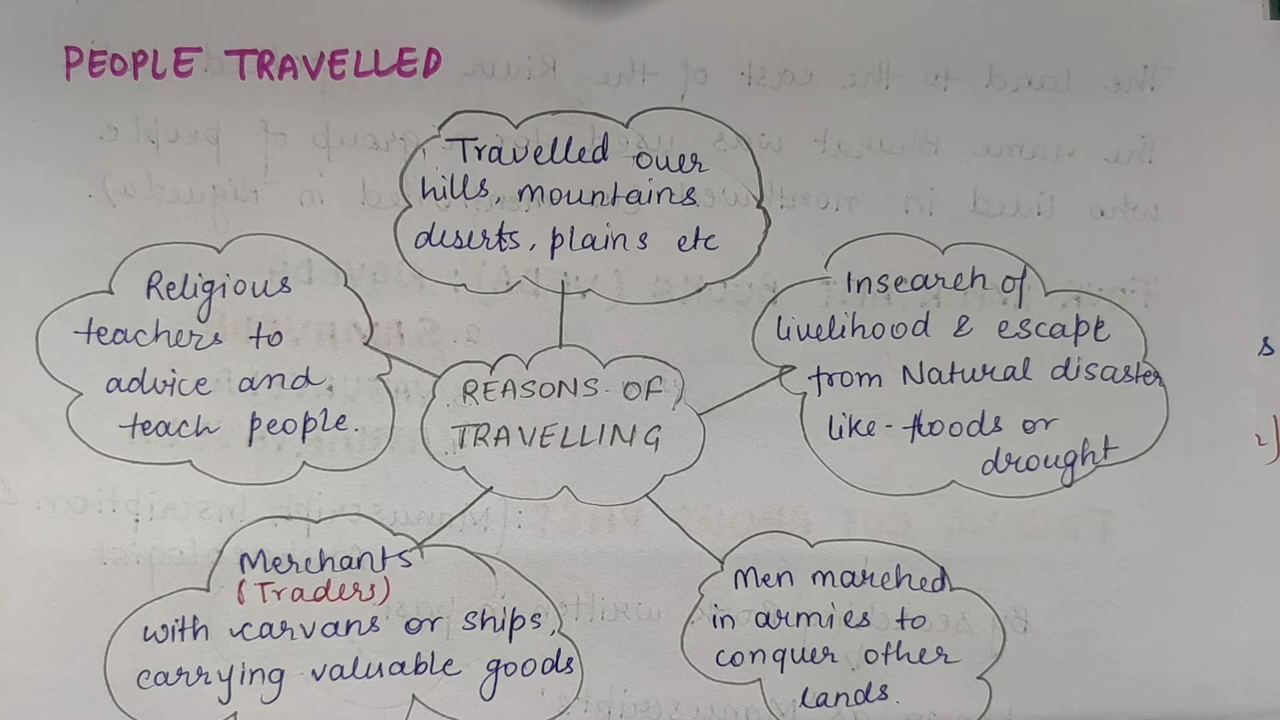 PEOPLE TRAVELLED
Travelled over
hills, mountains
deserts, plains etc
Religious
teachers to
advice and
teach people.
Insearch of
livelihood & escape
from Natural disaster
like-floods or
drought
REASONS OF
TRAVELLING
Merchants
(Traders)
with carvans or ships,
carrying valuable goods
Men marched
in armies to
conquer other
lands.
s
2)